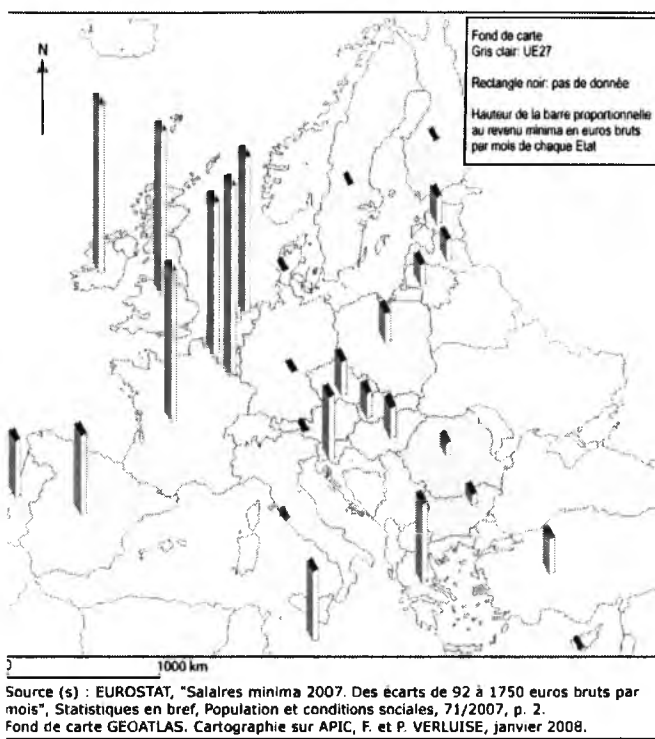 N
Fond de carte
Gris clair: UE27
Rectangle noir: pas de donnée
Hauteur de la barre proportionnelle
au revenu minima en euros bruts
par mois de chaque Etat
0 1000 km
Source (s) : EUROSTAT, "Salaires minima 2007. Des écarts de 92 à 1750 euros bruts par
mois", Statistiques en bref, Population et conditions sociales, 71/2007, p. 2.
Fond de carte GEOATLAS. Cartographie sur APIC, F. et P. VERLUISE, janvier 2008.